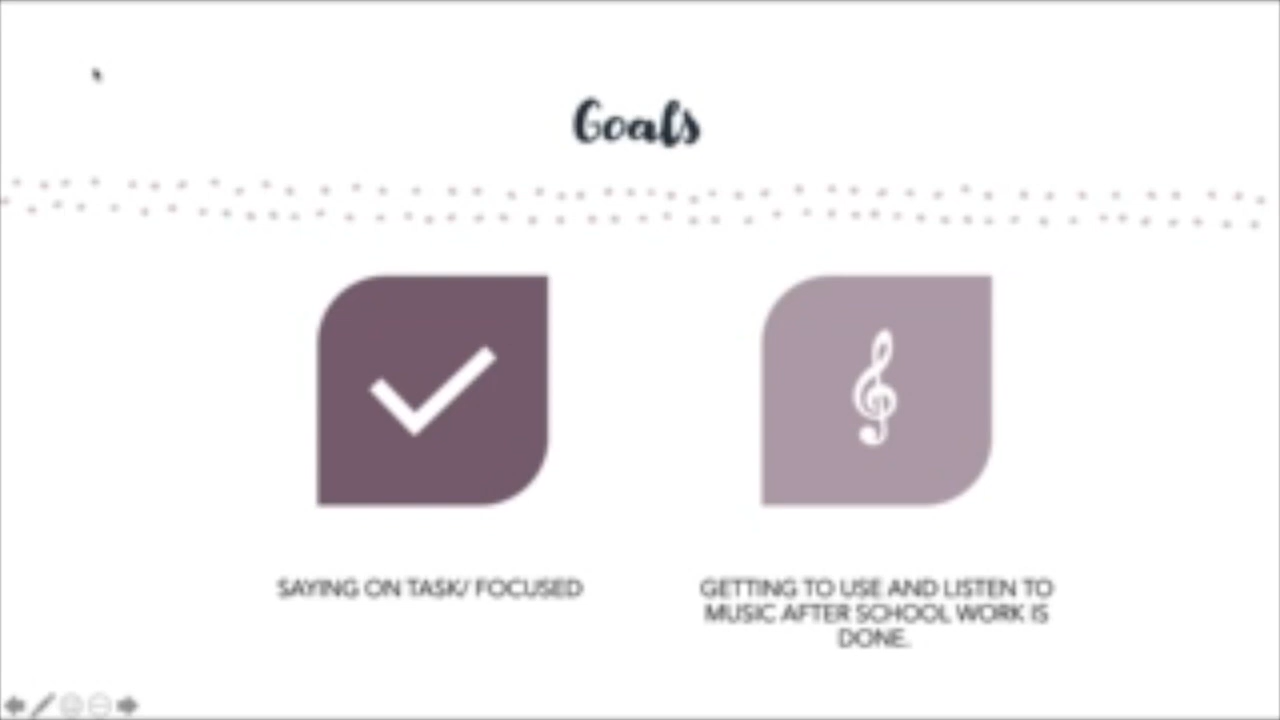 Goals
SAYING ON TASK/ FOCUSED
GETTING TO USE AND LISTEN TO
MUSIC AFTER SCHOOL WORK IS
DONE.